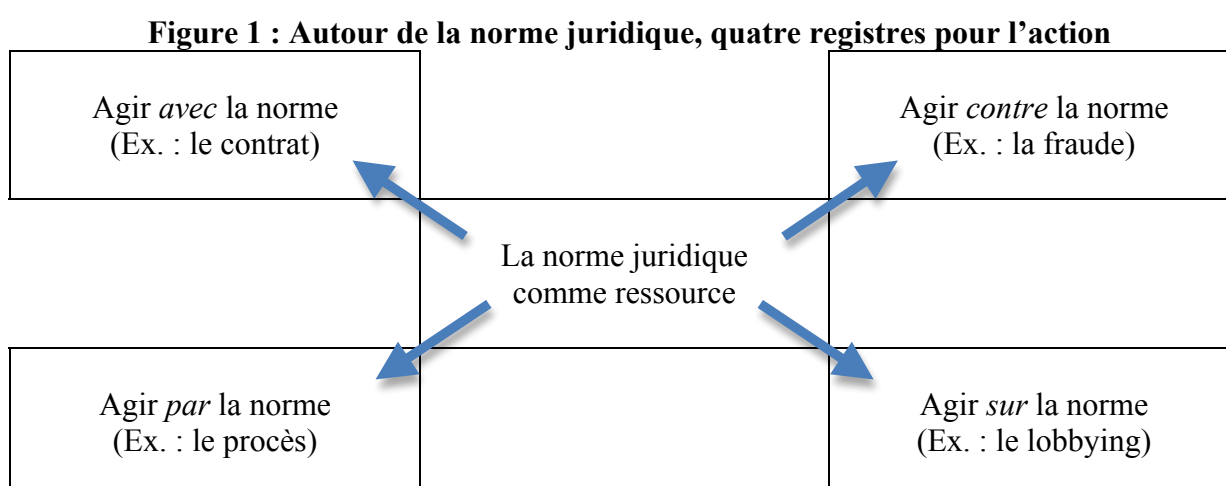 Figure 1 : Autour de la norme juridique, quatre registres pour l’action
Agir avec la norme
(Ex. : le contrat)
Agir contre la norme
(Ex. : la fraude)
La norme juridique
comme ressource
Agir par la norme
(Ex. : le procès)
Agir sur la norme
(Ex. : le lobbying)